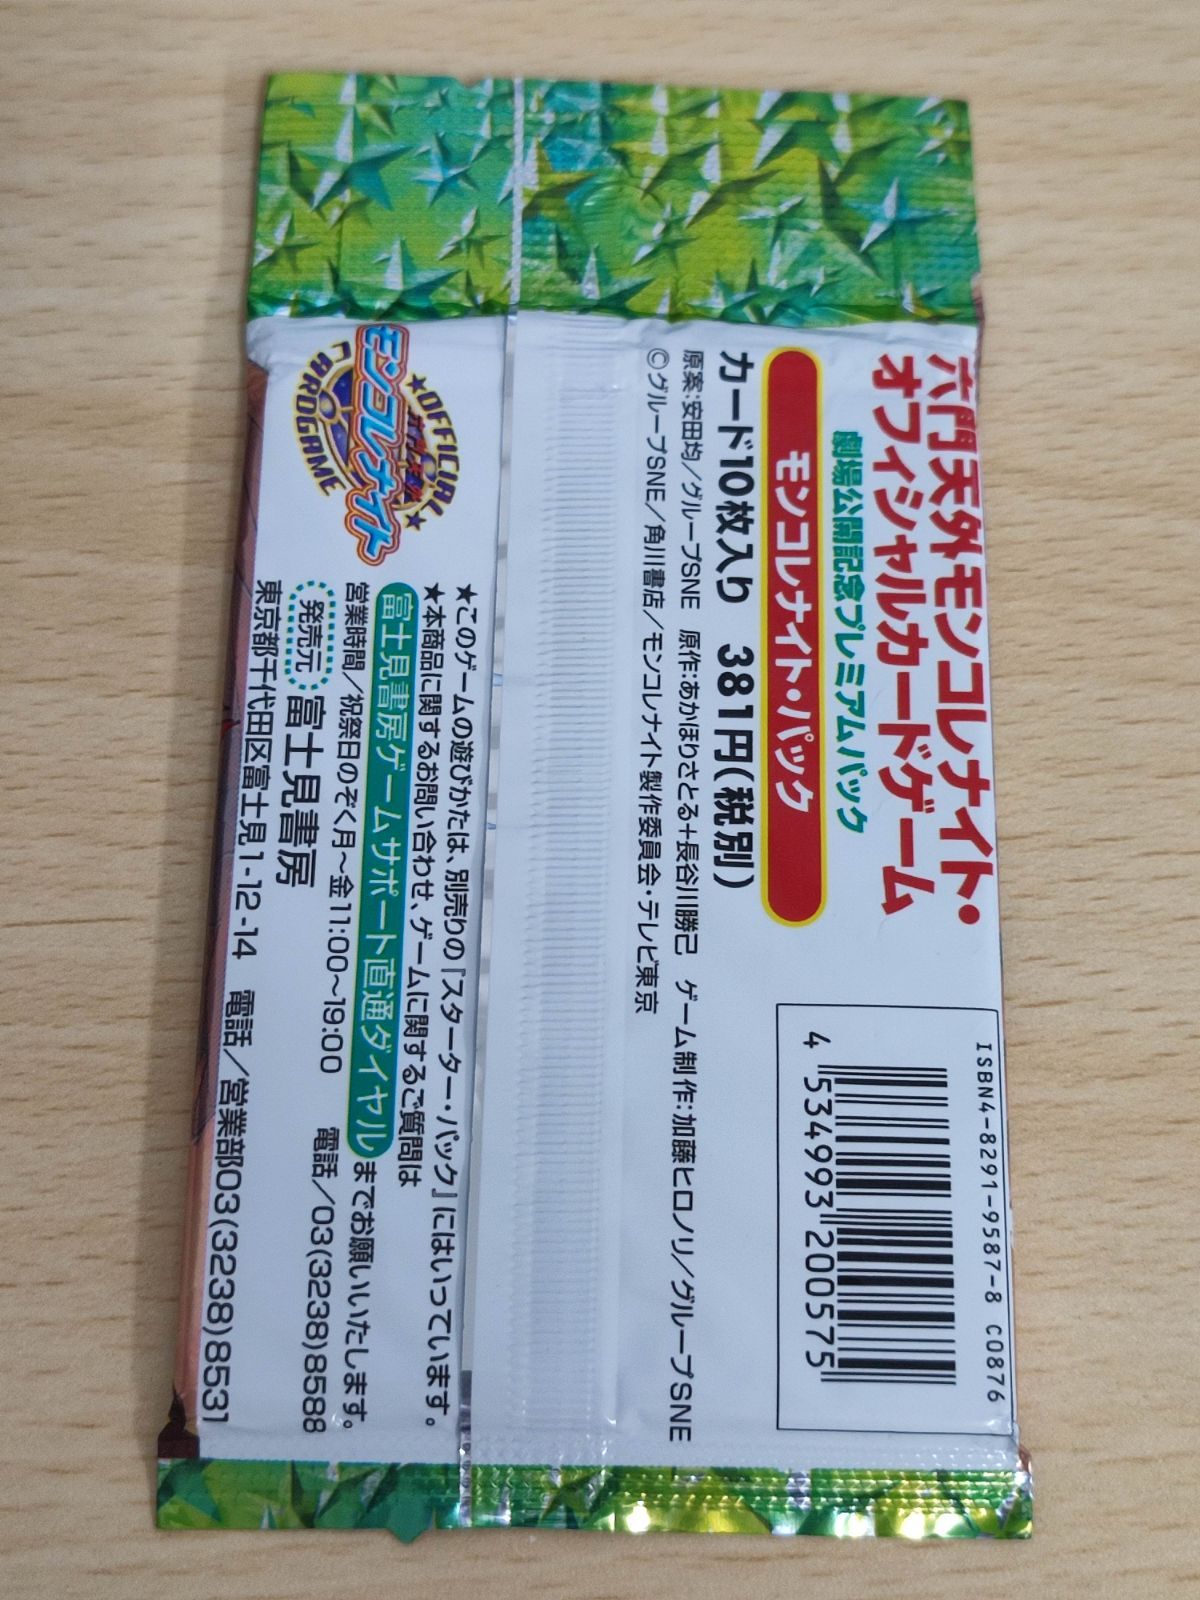 六門天外モンコレナイト・
オフィシャルカードゲーム
劇場公開記念プレミアムパック
モンコレナイト・パック
カード10枚入り 381円(税別)
原案:安田均/グループSNE 原作:あかほりさとる+長谷川勝己 ゲーム制作:加藤ヒロノリ/グループSNE
©グループSNE/角川書店/モンコレナイト製作委員会・テレビ東京
ISBN4-8291-9587-8 C0876
4 534993 200575
★このゲームの遊びかたは、別売りの「スターター・パック」にはいっています。
★本商品に関するお問い合わせ、ゲームに関するご質問は
富士見書房ゲームサポート直通ダイヤル までお願いいたします。
営業時間/祝祭日のぞく月〜金11:00〜19:00 電話/03(3238)8588
発売元 富士見書房
東京都千代田区富士見1-12-14 電話/営業部03(3238)8531
★OFFICIAL★
六門天外
モンコレナイト
CARDGAME